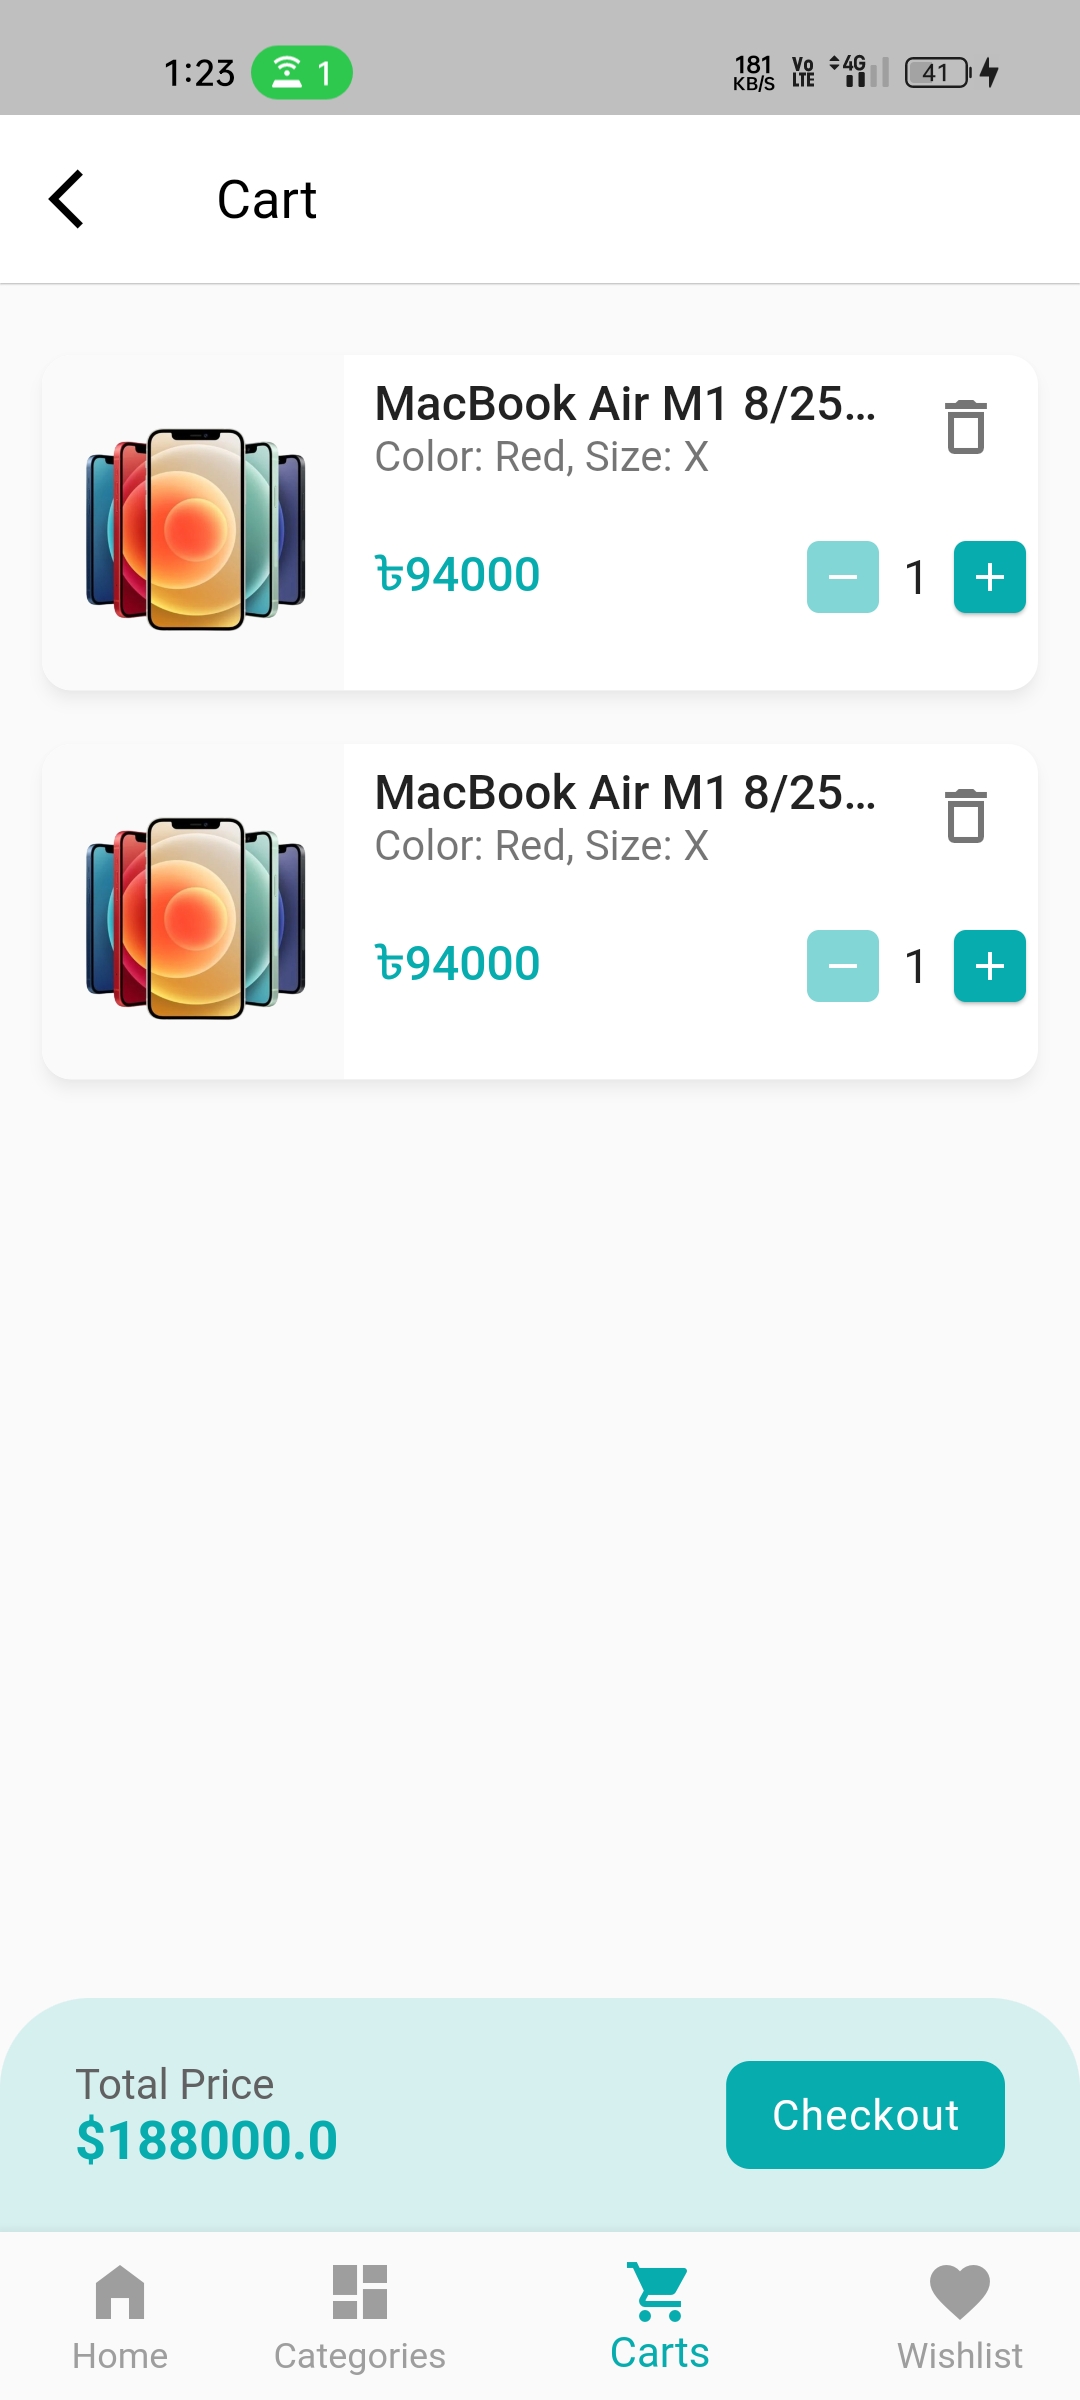 1:23 1 181 KB/S Vo LTE 4G 41
Cart
MacBook Air M1 8/25...
Color: Red, Size: X
৳94000 1
MacBook Air M1 8/25...
Color: Red, Size: X
৳94000 1
Total Price
$188000.0
Checkout
Home Categories Carts Wishlist